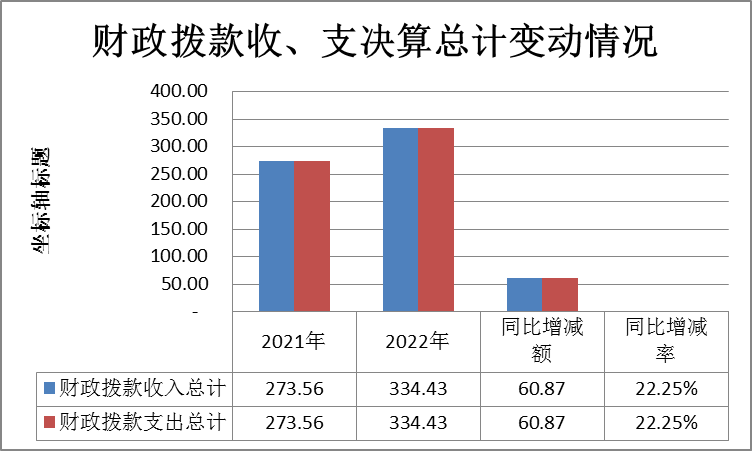 财政拨款收、支决算总计变动情况
坐标轴标题
400.00
350.00
300.00
250.00
200.00
150.00
100.00
50.00
-
2021年 2022年 同比增减额 同比增减率
财政拨款收入总计 273.56 334.43 60.87 22.25%
财政拨款支出总计 273.56 334.43 60.87 22.25%